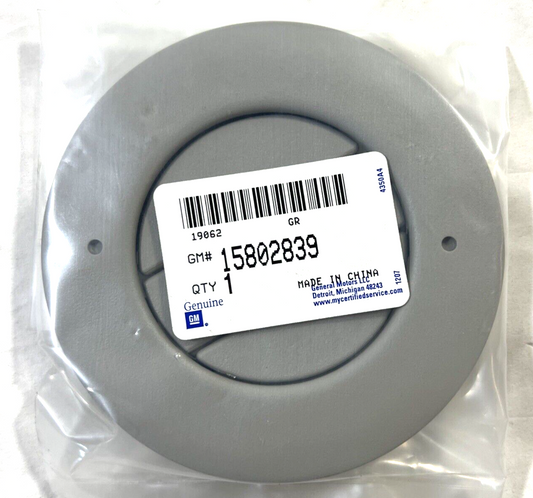 19062 GR
GM# 15802839
QTY 1
MADE IN CHINA
General Motors LLC
Detroit, Michigan 48243
www.mycertifiedservice.com
Genuine
GM
4350A4
1207